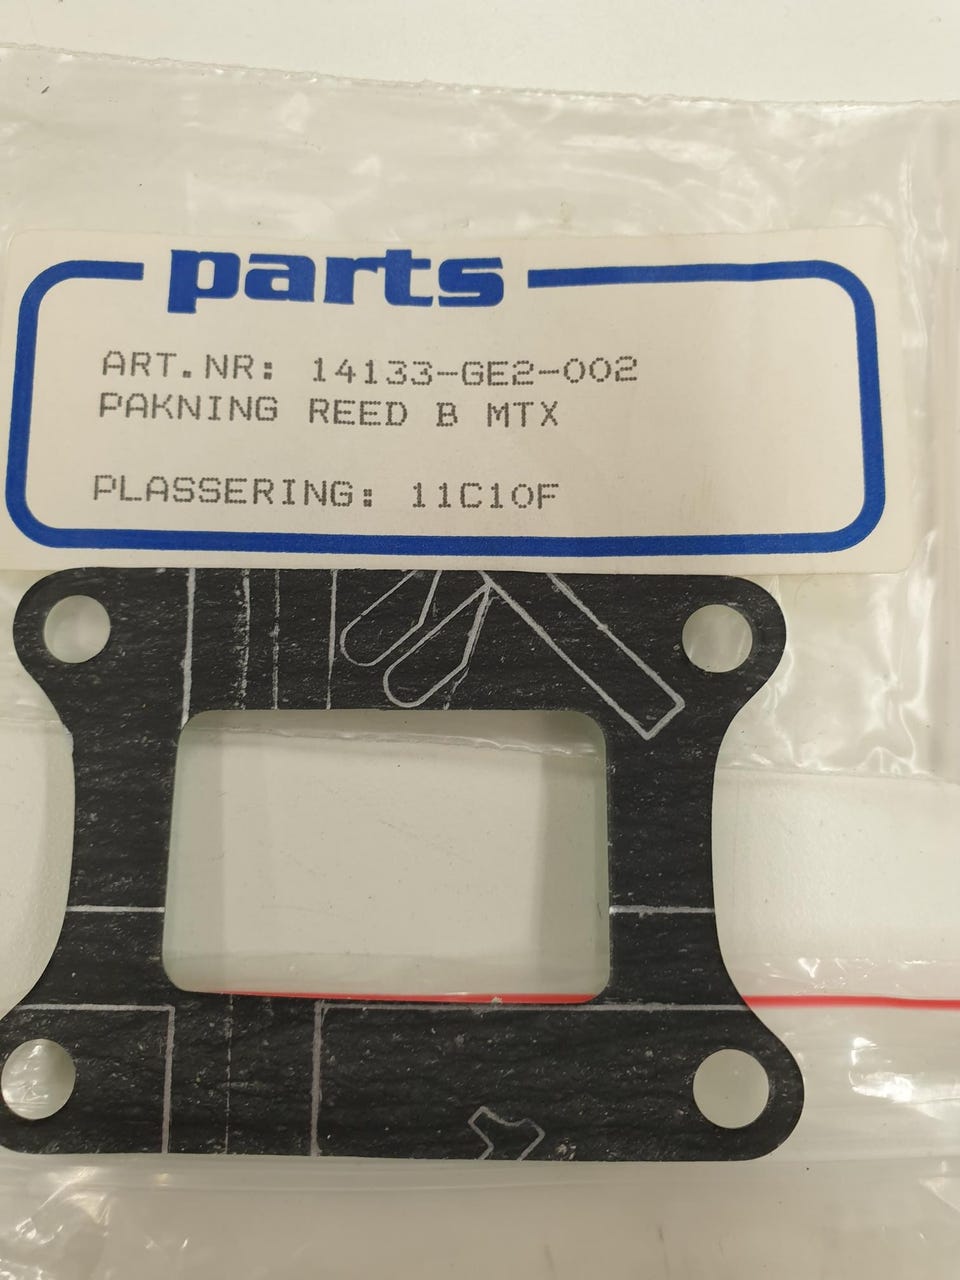 parts
ART.NR: 14133-GE2-002
PAKNING REED B MTX
PLASSERING: 11C10F